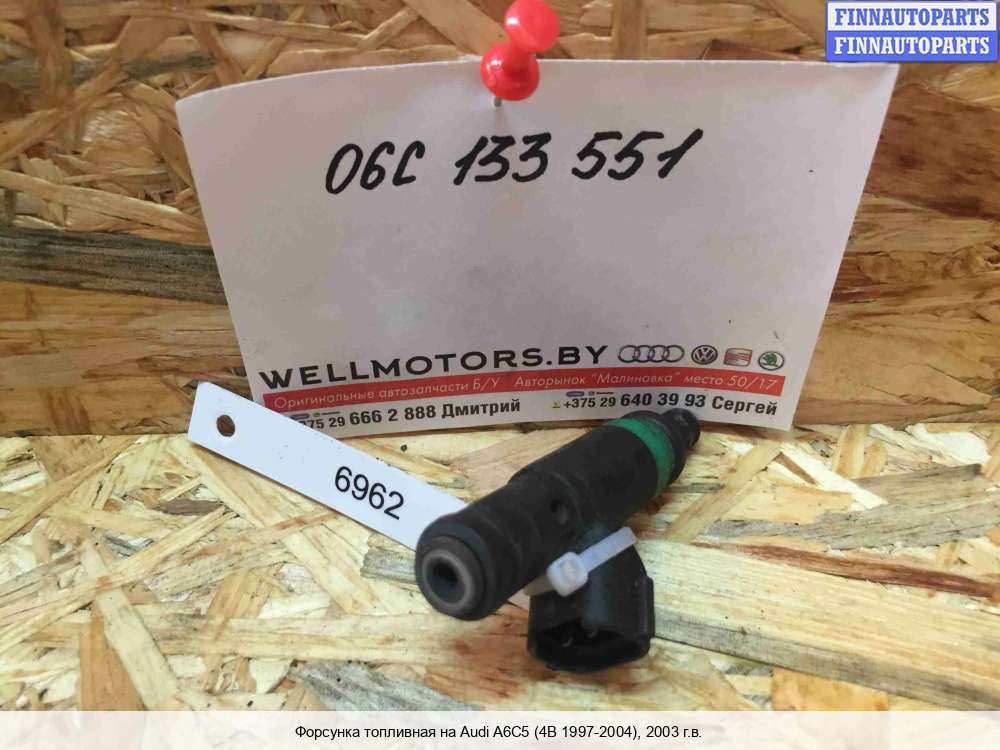 FINNAUTOPARTS
FINNAUTOPARTS
06C 133 551
WELLMOTORS.BY
Оригинальные автозапчасти Б/У Авторынок "Малиновка" место 50/17
+375 29 666 2 888 Дмитрий +375 29 640 39 93 Сергей
6962
Форсунка топливная на Audi A6C5 (4B 1997-2004), 2003 г.в.